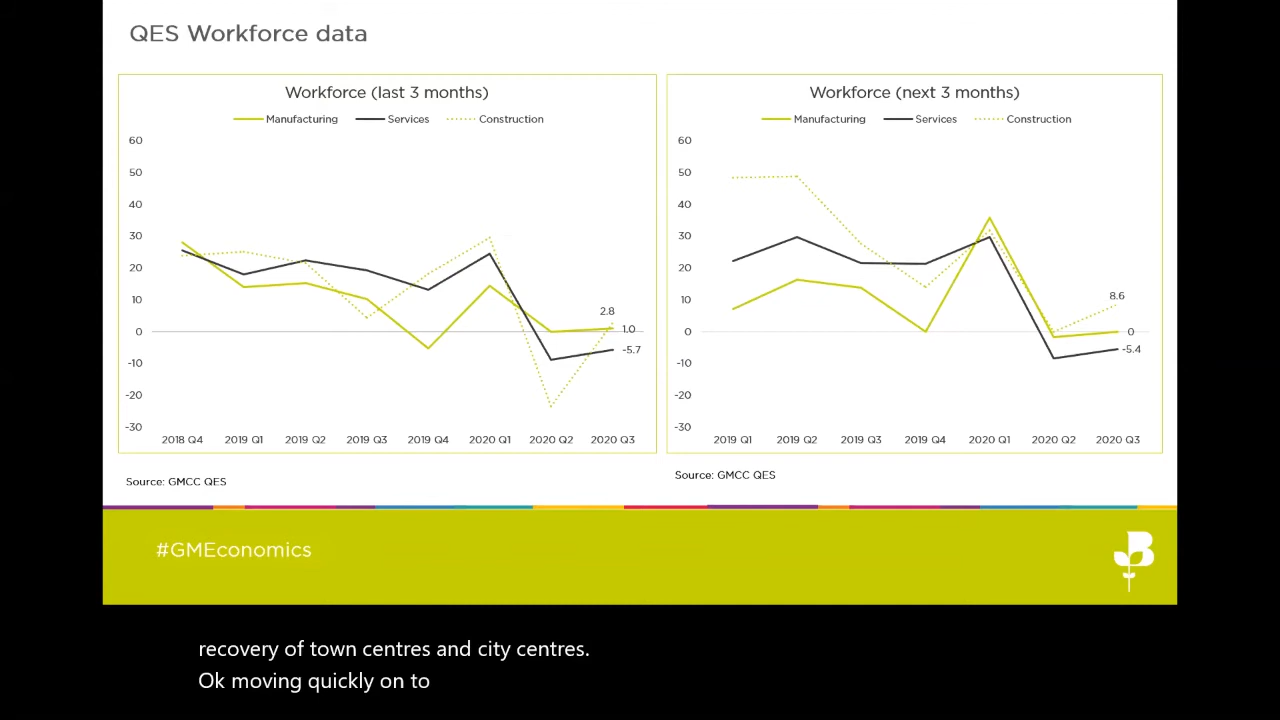 QES Workforce data
Workforce (last 3 months)
Manufacturing Services Construction
60
50
40
30
20
10
0
-10
-20
-30
2.8
1.0
-5.7
2018 Q4 2019 Q1 2019 Q2 2019 Q3 2019 Q4 2020 Q1 2020 Q2 2020 Q3
Source: GMCC QES
Workforce (next 3 months)
Manufacturing Services Construction
60
50
40
30
20
10
0
-10
-20
-30
8.6
0
-5.4
2019 Q1 2019 Q2 2019 Q3 2019 Q4 2020 Q1 2020 Q2 2020 Q3
Source: GMCC QES
#GMEconomics
recovery of town centres and city centres.
Ok moving quickly on to